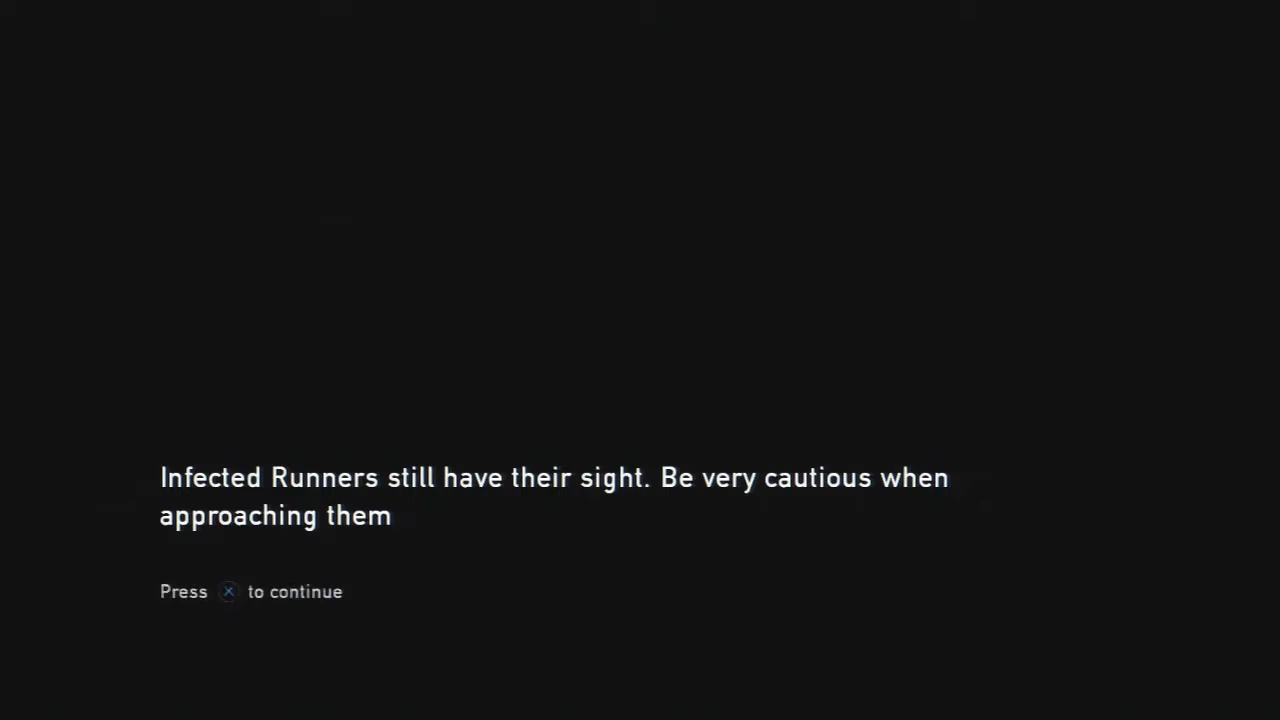 Infected Runners still have their sight. Be very cautious when
approaching them
Press ⓧ to continue